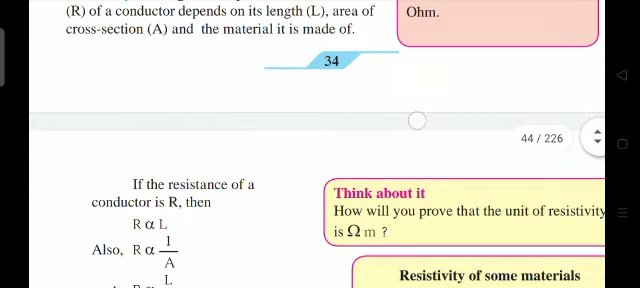 (R) of a conductor depends on its length (L), area of
cross-section (A) and the material it is made of.
Ohm.
34
44 / 226
If the resistance of a
conductor is R, then
R α L
Also, R α 1
A
L
Think about it
How will you prove that the unit of resistivity
is Ω m ?
Resistivity of some materials